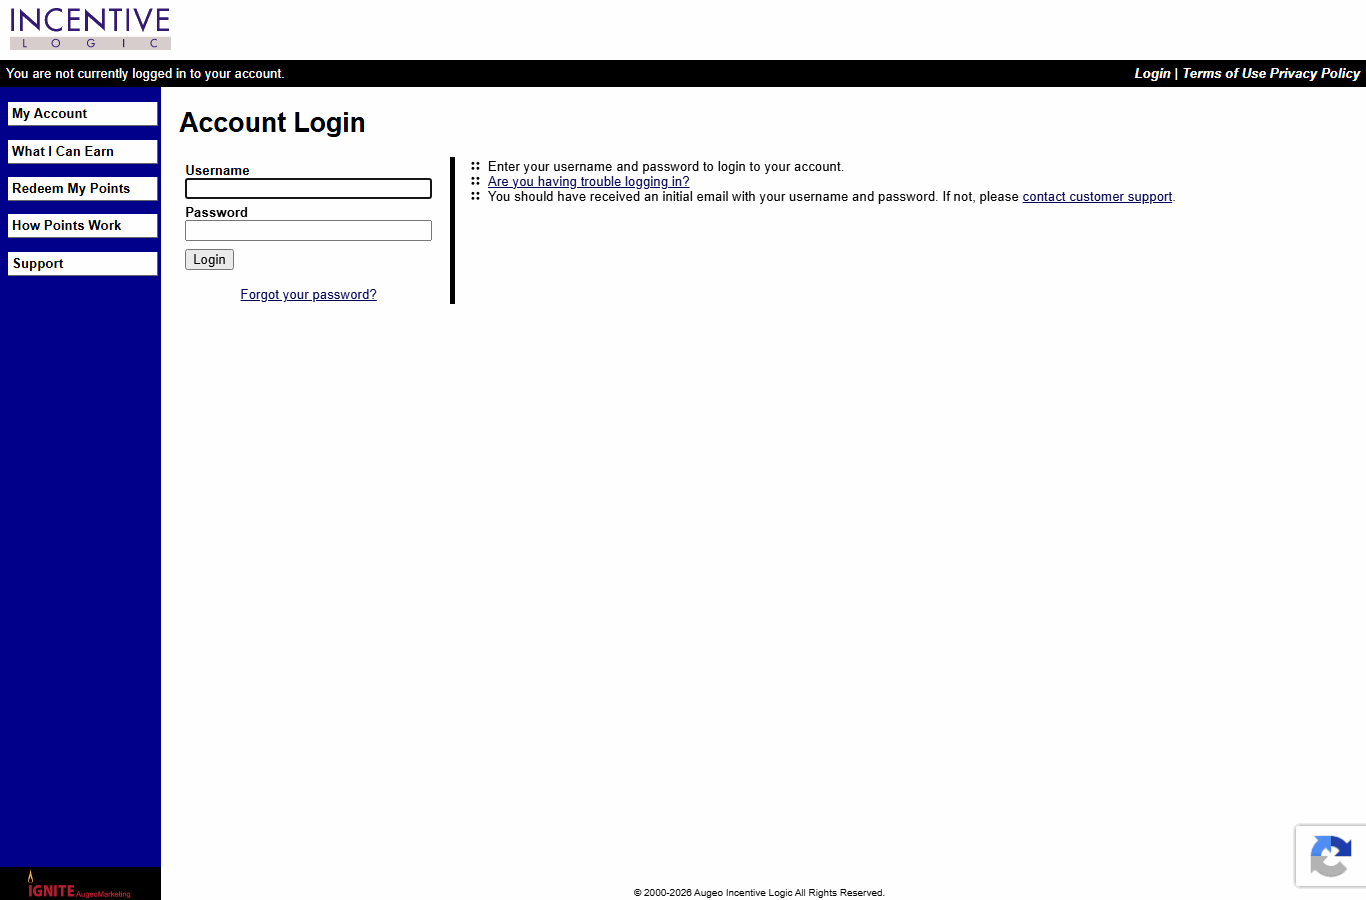 INCENTIVE
LOGIC
You are not currently logged in to your account.
Login | Terms of Use Privacy Policy
My Account
What I Can Earn
Redeem My Points
How Points Work
Support
Account Login
Username
Password
Login
Forgot your password?
Enter your username and password to login to your account.
Are you having trouble logging in?
You should have received an initial email with your username and password. If not, please contact customer support.
IGNITE AugeoMarketing
© 2000-2026 Augeo Incentive Logic All Rights Reserved.